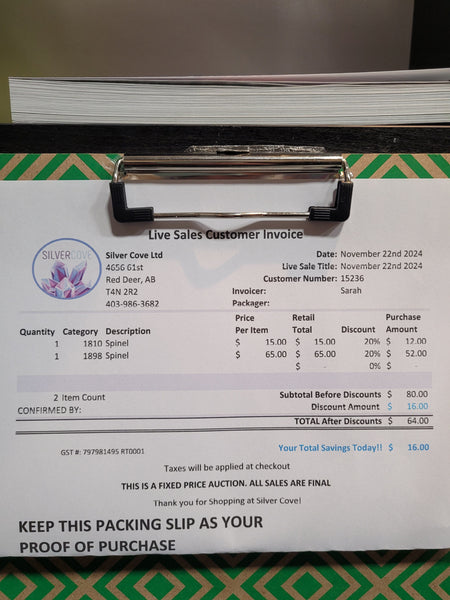 Live Sales Customer Invoice
SILVERCOVE
Silver Cove Ltd
4656 61st
Red Deer, AB
T4N 2R2
403-986-3682
Date: November 22nd 2024
Live Sale Title: November 22nd 2024
Customer Number: 15236
Invoicer: Sarah
Packager:
Quantity Category Description Price Per Item Retail Total Discount Purchase Amount
1 1810 Spinel $ 15.00 $ 15.00 20% $ 12.00
1 1898 Spinel $ 65.00 $ 65.00 20% $ 52.00
$ - 0% $ -
2 Item Count Subtotal Before Discounts $ 80.00
CONFIRMED BY: Discount Amount $ 16.00
TOTAL After Discounts $ 64.00
GST #: 797981495 RT0001 Your Total Savings Today!! $ 16.00
Taxes will be applied at checkout
THIS IS A FIXED PRICE AUCTION. ALL SALES ARE FINAL
Thank you for Shopping at Silver Cove!
KEEP THIS PACKING SLIP AS YOUR
PROOF OF PURCHASE